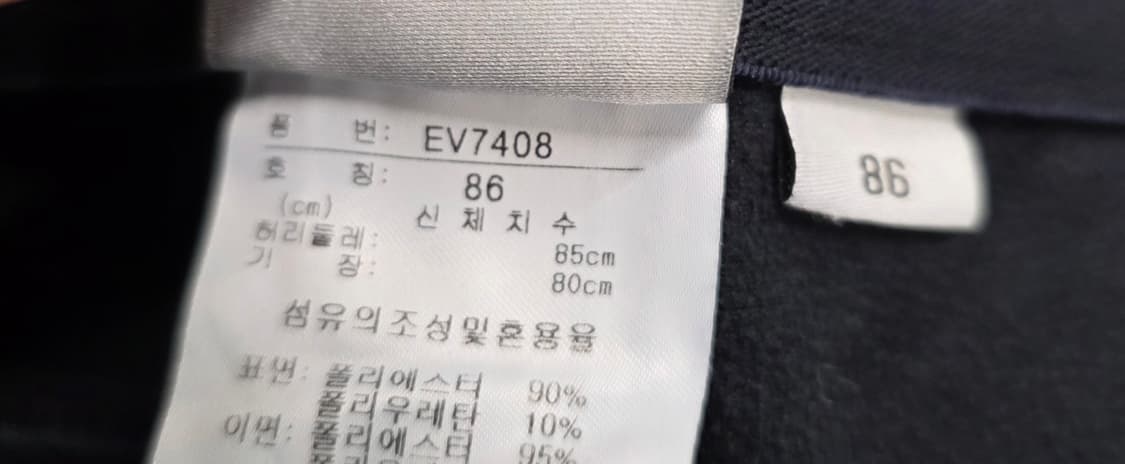 품 번: EV7408
호 칭: 86
(cm) 신 체 치 수
허리둘레: 85cm
기 장: 80cm
섬유의조성및혼용율
표면: 폴리에스터 90%
폴리우레탄 10%
이면: 폴리에스터 95%
86